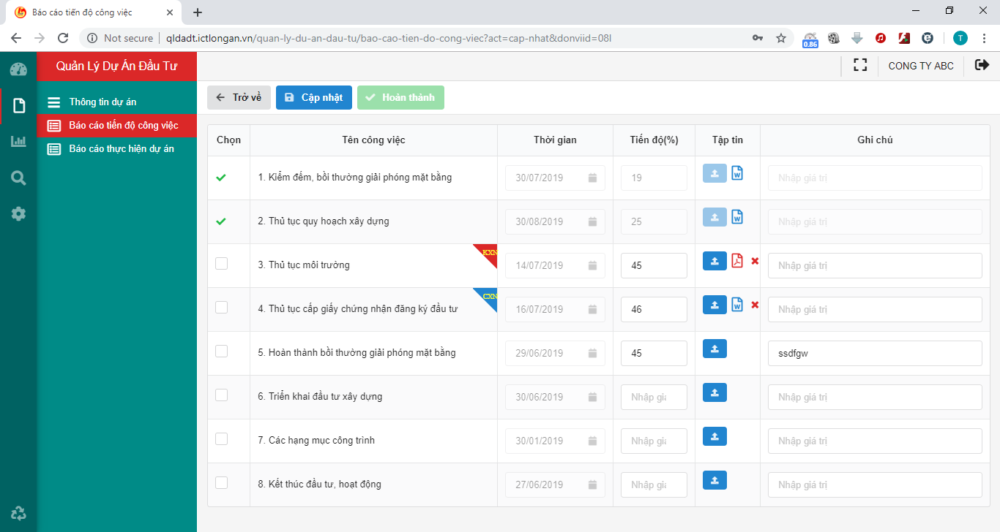 Báo cáo tiến độ công việc
Not secure | qldadt.ictlongan.vn/quan-ly-du-an-dau-tu/bao-cao-tien-do-cong-viec?act=cap-nhat&donviid=08I
0.86
T
Quản Lý Dự Án Đầu Tư
CONG TY ABC
Thông tin dự án
Báo cáo tiến độ công việc
Báo cáo thực hiện dự án
Trở về Cập nhật Hoàn thành
Chọn Tên công việc Thời gian Tiến độ(%) Tập tin Ghi chú
1. Kiểm đếm, bồi thường giải phóng mặt bằng 30/07/2019 19 W Nhập giá trị
2. Thủ tục quy hoạch xây dựng 30/08/2019 25 W Nhập giá trị
3. Thủ tục môi trường KXN 14/07/2019 45 Nhập giá trị
4. Thủ tục cấp giấy chứng nhận đăng ký đầu tư CXN 16/07/2019 46 W Nhập giá trị
5. Hoàn thành bồi thường giải phóng mặt bằng 29/06/2019 45 ssdfgw
6. Triển khai đầu tư xây dựng 30/06/2019 Nhập giá Nhập giá trị
7. Các hạng mục công trình 30/01/2019 Nhập giá Nhập giá trị
8. Kết thúc đầu tư, hoạt động 27/06/2019 Nhập giá Nhập giá trị